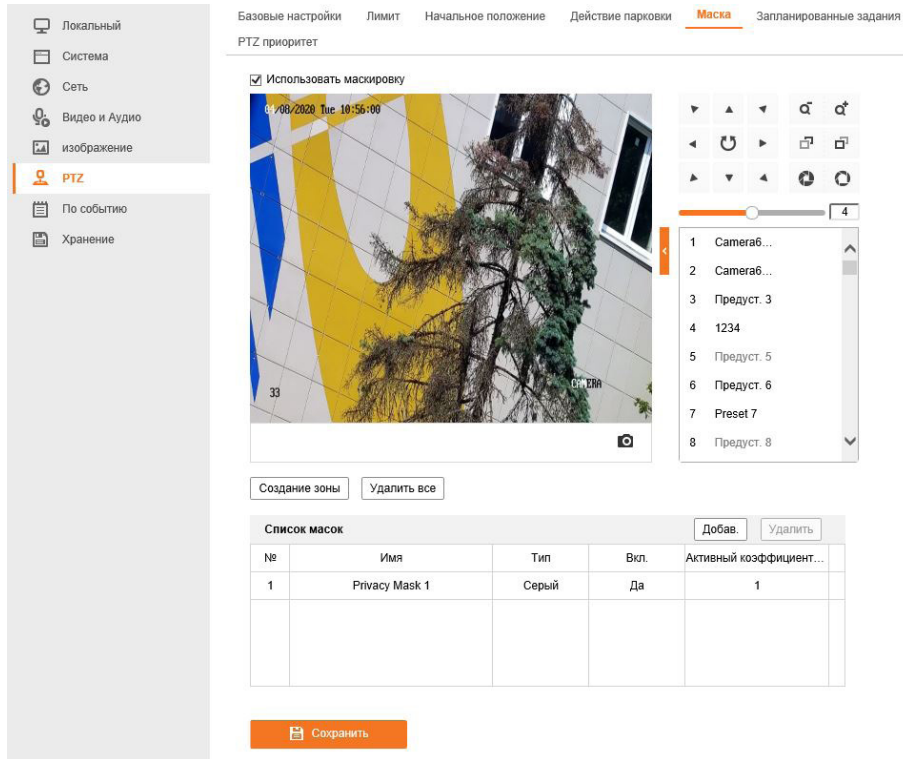 Локальный
Система
Сеть
Видео и Аудио
изображение
PTZ
По событию
Хранение
Базовые настройки Лимит Начальное положение Действие парковки Маска Запланированные задания
PTZ приоритет
Использовать маскировку
04/08/2020 Tue 10:56:00
33
CAMERA
4
1 Camera6...
2 Camera6...
3 Предуст. 3
4 1234
5 Предуст. 5
6 Предуст. 6
7 Preset 7
8 Предуст. 8
Создание зоны Удалить все
Список масок Добав. Удалить
№ Имя Тип Вкл. Активный коэффициент...
1 Privacy Mask 1 Серый Да 1
Сохранить